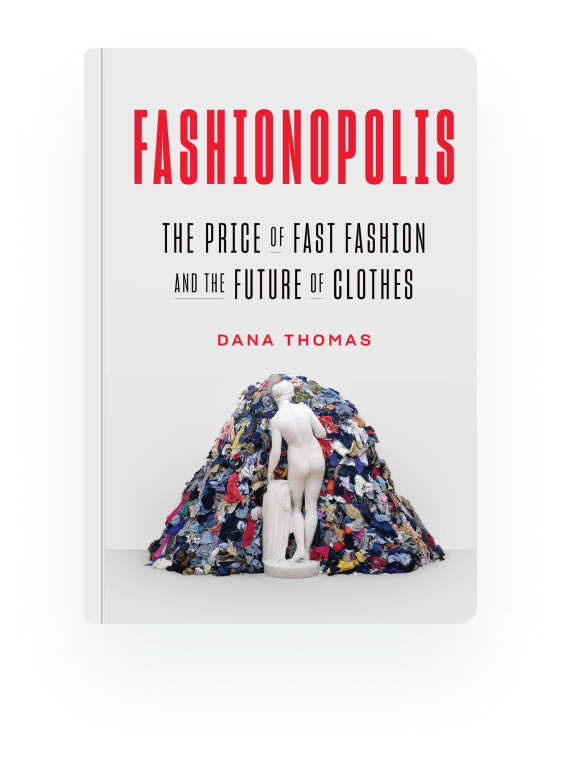 FASHIONOPOLIS
THE PRICE OF FAST FASHION
AND THE FUTURE OF CLOTHES
DANA THOMAS